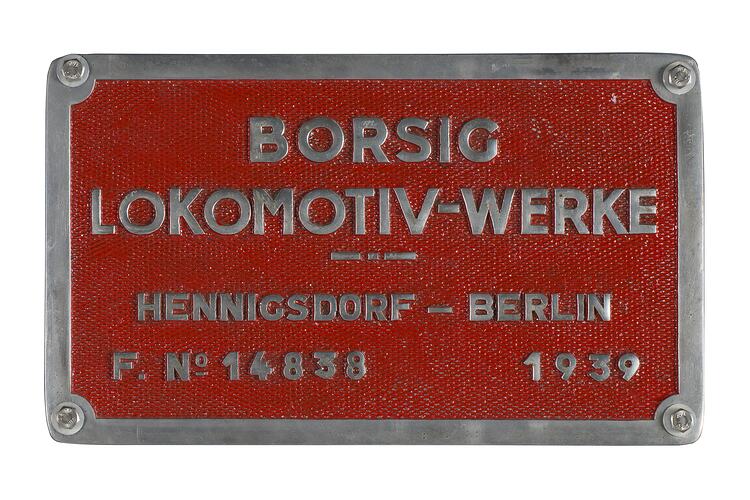 BORSIG
LOKOMOTIV-WERKE
HENNIGSDORF - BERLIN
F. Nº 14838 1939